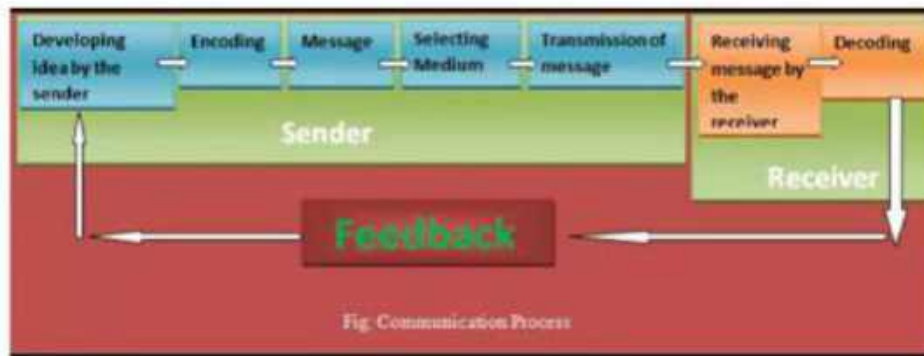 Developing
idea by the
sender
Encoding
Message
Selecting
Medium
Transmission of
message
Receiving
message by
the
receiver
Decoding
Sender
Receiver
Feedback
Fig: Communication Process